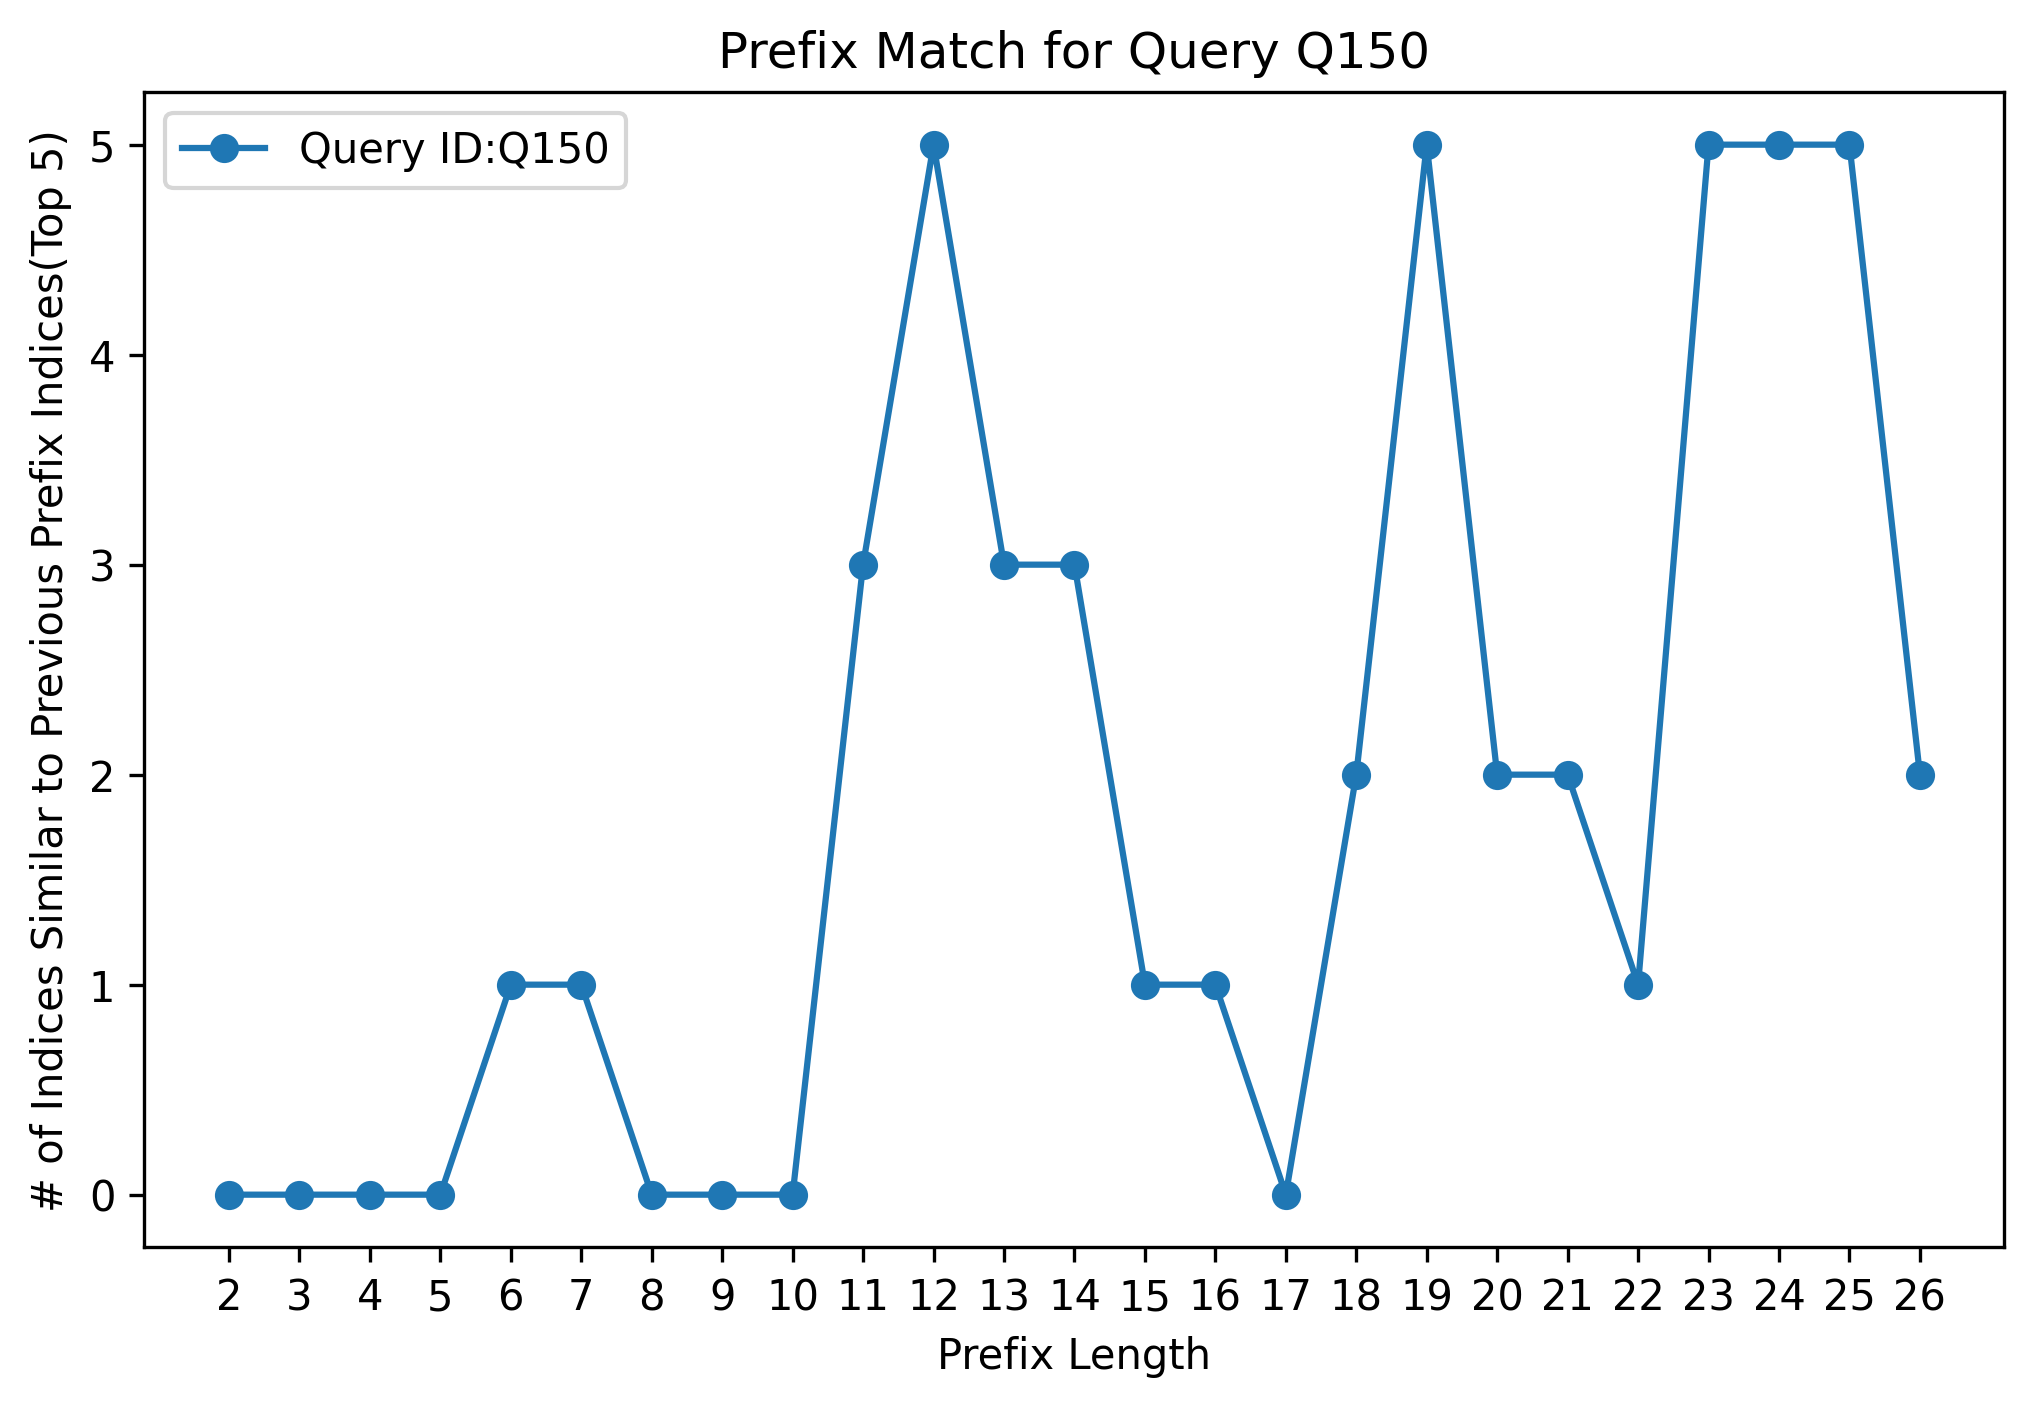 Prefix Match for Query Q150
Query ID:Q150
# of Indices Similar to Previous Prefix Indices(Top 5)
5
4
3
2
1
0
2 3 4 5 6 7 8 9 10 11 12 13 14 15 16 17 18 19 20 21 22 23 24 25 26
Prefix Length